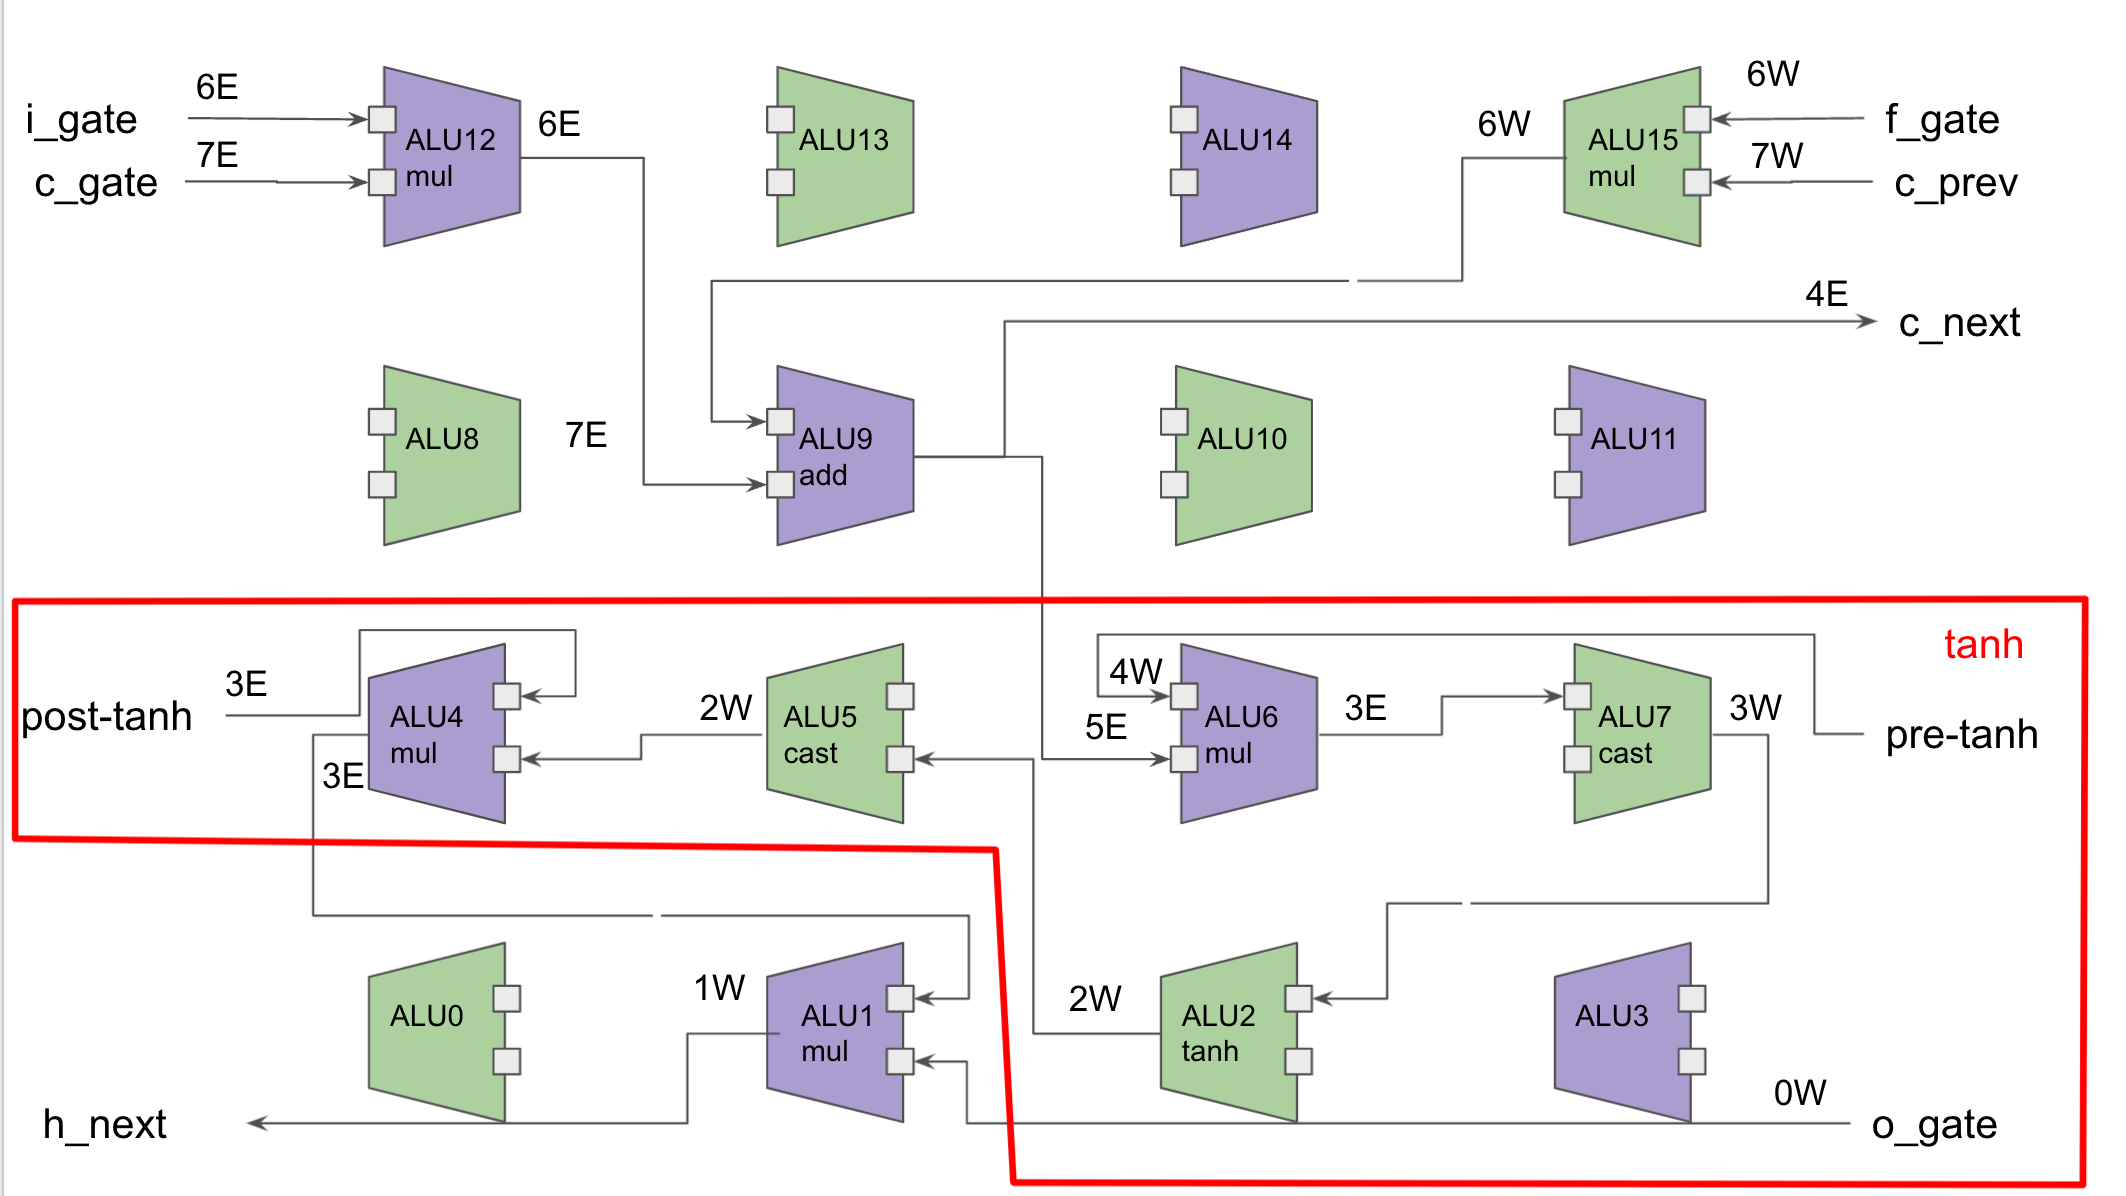 6E
i_gate
7E
c_gate
ALU12
mul
6E
ALU13
ALU14
6W
ALU15
mul
6W
f_gate
7W
c_prev
4E
c_next
ALU8
7E
ALU9
add
ALU10
ALU11
tanh
post-tanh
3E
ALU4
mul
3E
2W
ALU5
cast
4W
5E
ALU6
mul
3E
ALU7
cast
3W
pre-tanh
ALU0
1W
ALU1
mul
2W
ALU2
tanh
ALU3
0W
h_next
o_gate